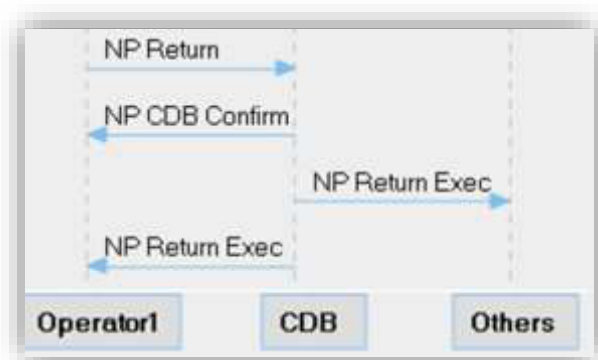 NP Return
NP CDB Confirm
NP Return Exec
NP Return Exec
Operator1 CDB Others